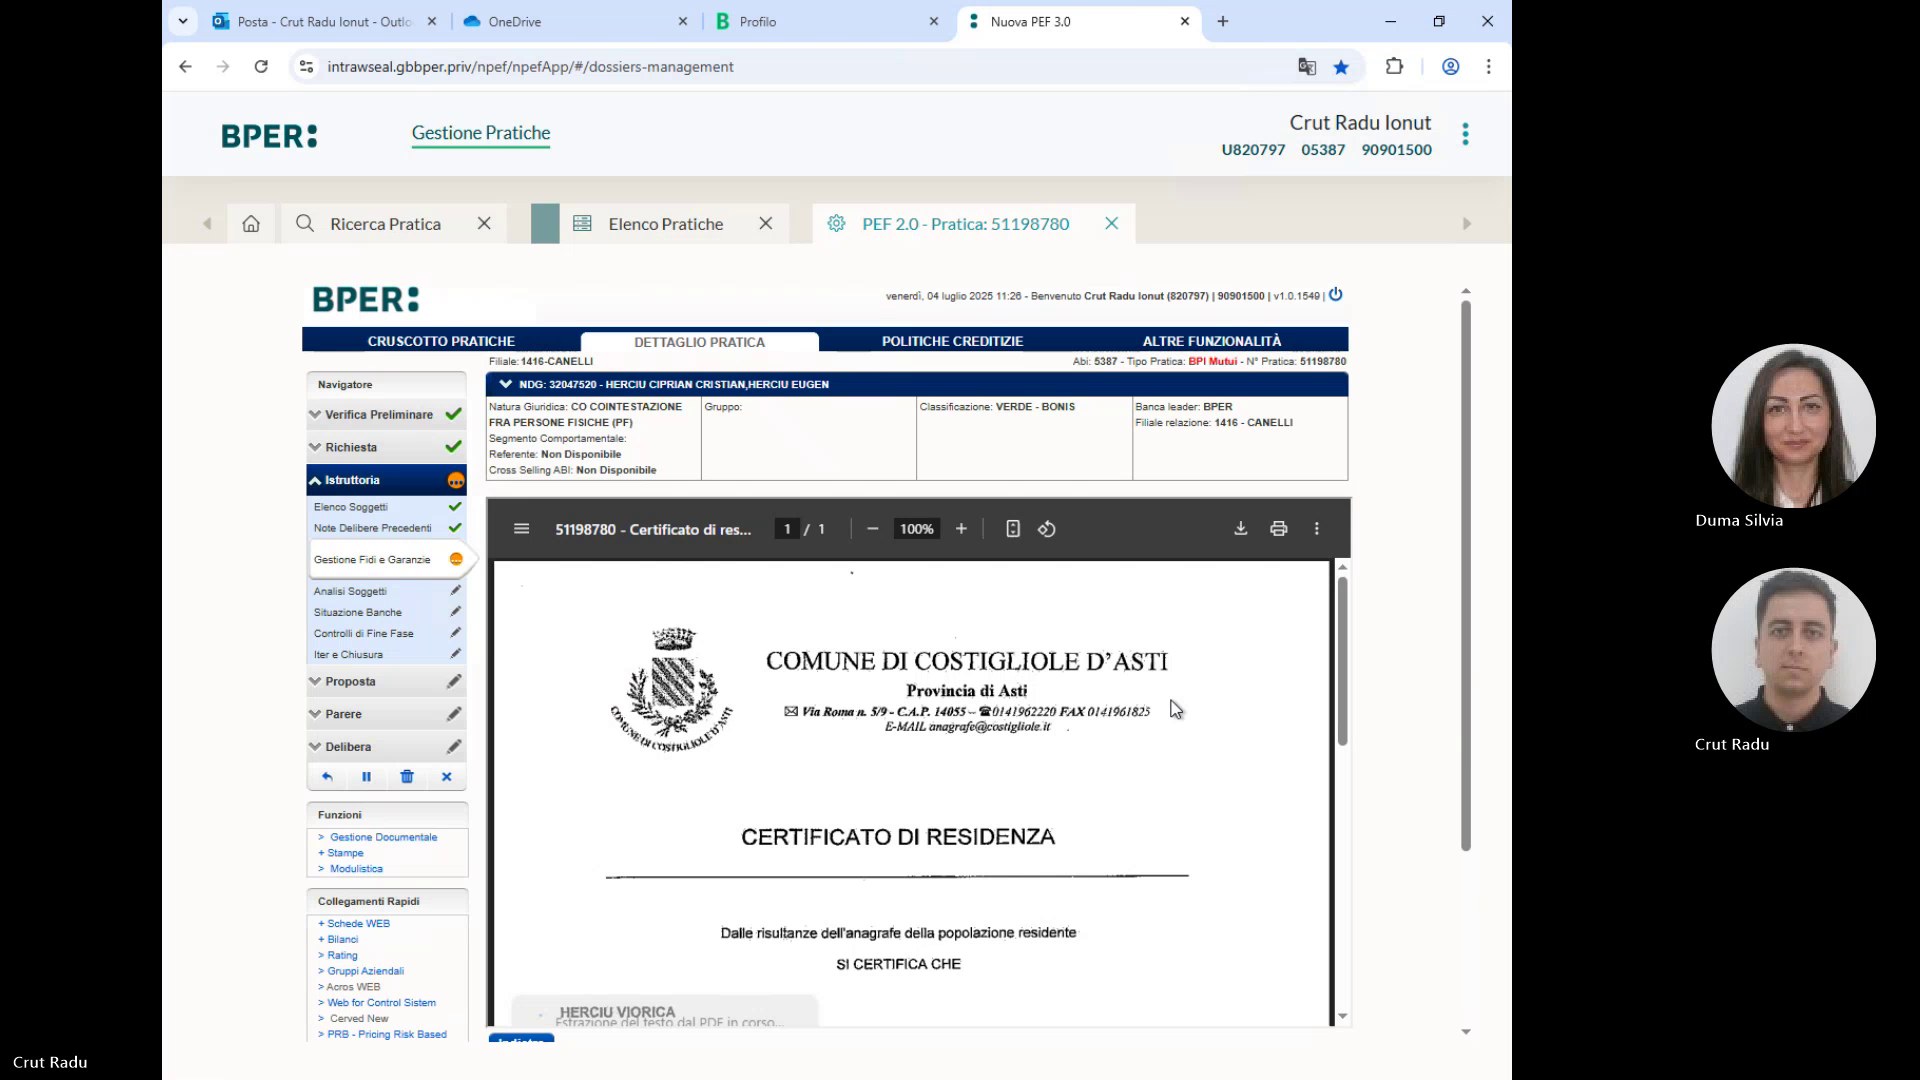 Posta - Crut Radu Ionut - Outlo
OneDrive
Profilo
Nuova PEF 3.0
intrawseal.gbbper.priv/npef/npefApp/#/dossiers-management
BPER:
Gestione Pratiche
Crut Radu Ionut
U820797 05387 90901500
Ricerca Pratica
Elenco Pratiche
PEF 2.0 - Pratica: 51198780
BPER:
venerdì, 04 luglio 2025 11:26 - Benvenuto Crut Radu Ionut (820797) | 90901500 | v1.0.1549 |
CRUSCOTTO PRATICHE
DETTAGLIO PRATICA
POLITICHE CREDITIZIE
ALTRE FUNZIONALITÀ
Filiale: 1416-CANELLI
Abi: 5387 - Tipo Pratica: BPI Mutui - N° Pratica: 51198780
Navigatore
Verifica Preliminare
Richiesta
Istruttoria
Elenco Soggetti
Note Delibere Precedenti
Gestione Fidi e Garanzie
Analisi Soggetti
Situazione Banche
Controlli di Fine Fase
Iter e Chiusura
Proposta
Parere
Delibera
Funzioni
> Gestione Documentale
+ Stampe
> Modulistica
Collegamenti Rapidi
+ Schede WEB
+ Bilanci
> Rating
> Gruppi Aziendali
> Acros WEB
> Web for Control Sistem
> Cerved New
> PRB - Pricing Risk Based
NDG: 32047520 - HERCIU CIPRIAN CRISTIAN,HERCIU EUGEN
Natura Giuridica: CO COINTESTAZIONE
FRA PERSONE FISICHE (PF)
Segmento Comportamentale:
Referente: Non Disponibile
Cross Selling ABI: Non Disponibile
Gruppo:
Classificazione: VERDE - BONIS
Banca leader: BPER
Filiale relazione: 1416 - CANELLI
51198780 - Certificato di res...
1 / 1
100%
COMUNE DI COSTIGLIOLE D'ASTI
Provincia di Asti
Via Roma n. 5/9 - C.A.P. 14055 – ☎0141962220 FAX 0141961825
E-MAIL anagrafe@costigliole.it
COMUNE DI COSTIGLIOLE D'ASTI
CERTIFICATO DI RESIDENZA
Dalle risultanze dell'anagrafe della popolazione residente
SI CERTIFICA CHE
HERCIU VIORICA
Estrazione del testo dal PDF in corso...
Indietro
Duma Silvia
Crut Radu
Crut Radu